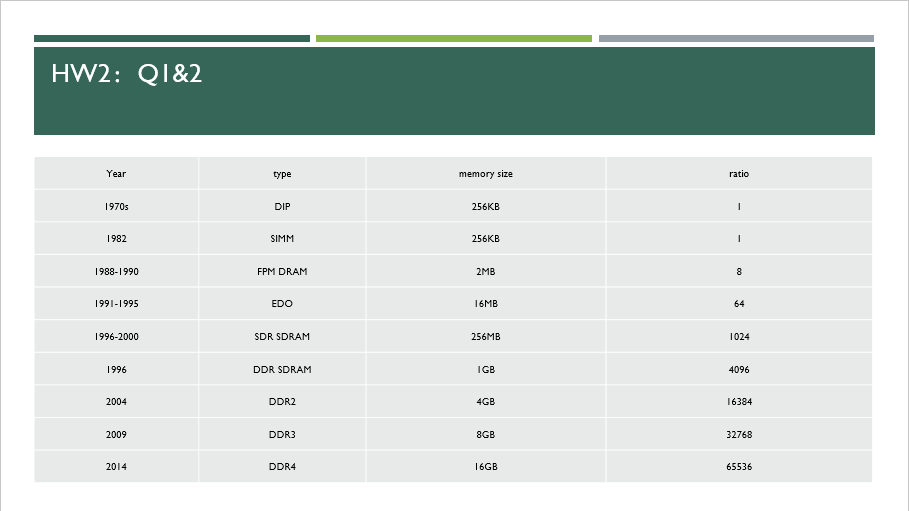 HW2：Q1&2
Year type memory size ratio
1970s DIP 256KB 1
1982 SIMM 256KB 1
1988-1990 FPM DRAM 2MB 8
1991-1995 EDO 16MB 64
1996-2000 SDR SDRAM 256MB 1024
1996 DDR SDRAM 1GB 4096
2004 DDR2 4GB 16384
2009 DDR3 8GB 32768
2014 DDR4 16GB 65536